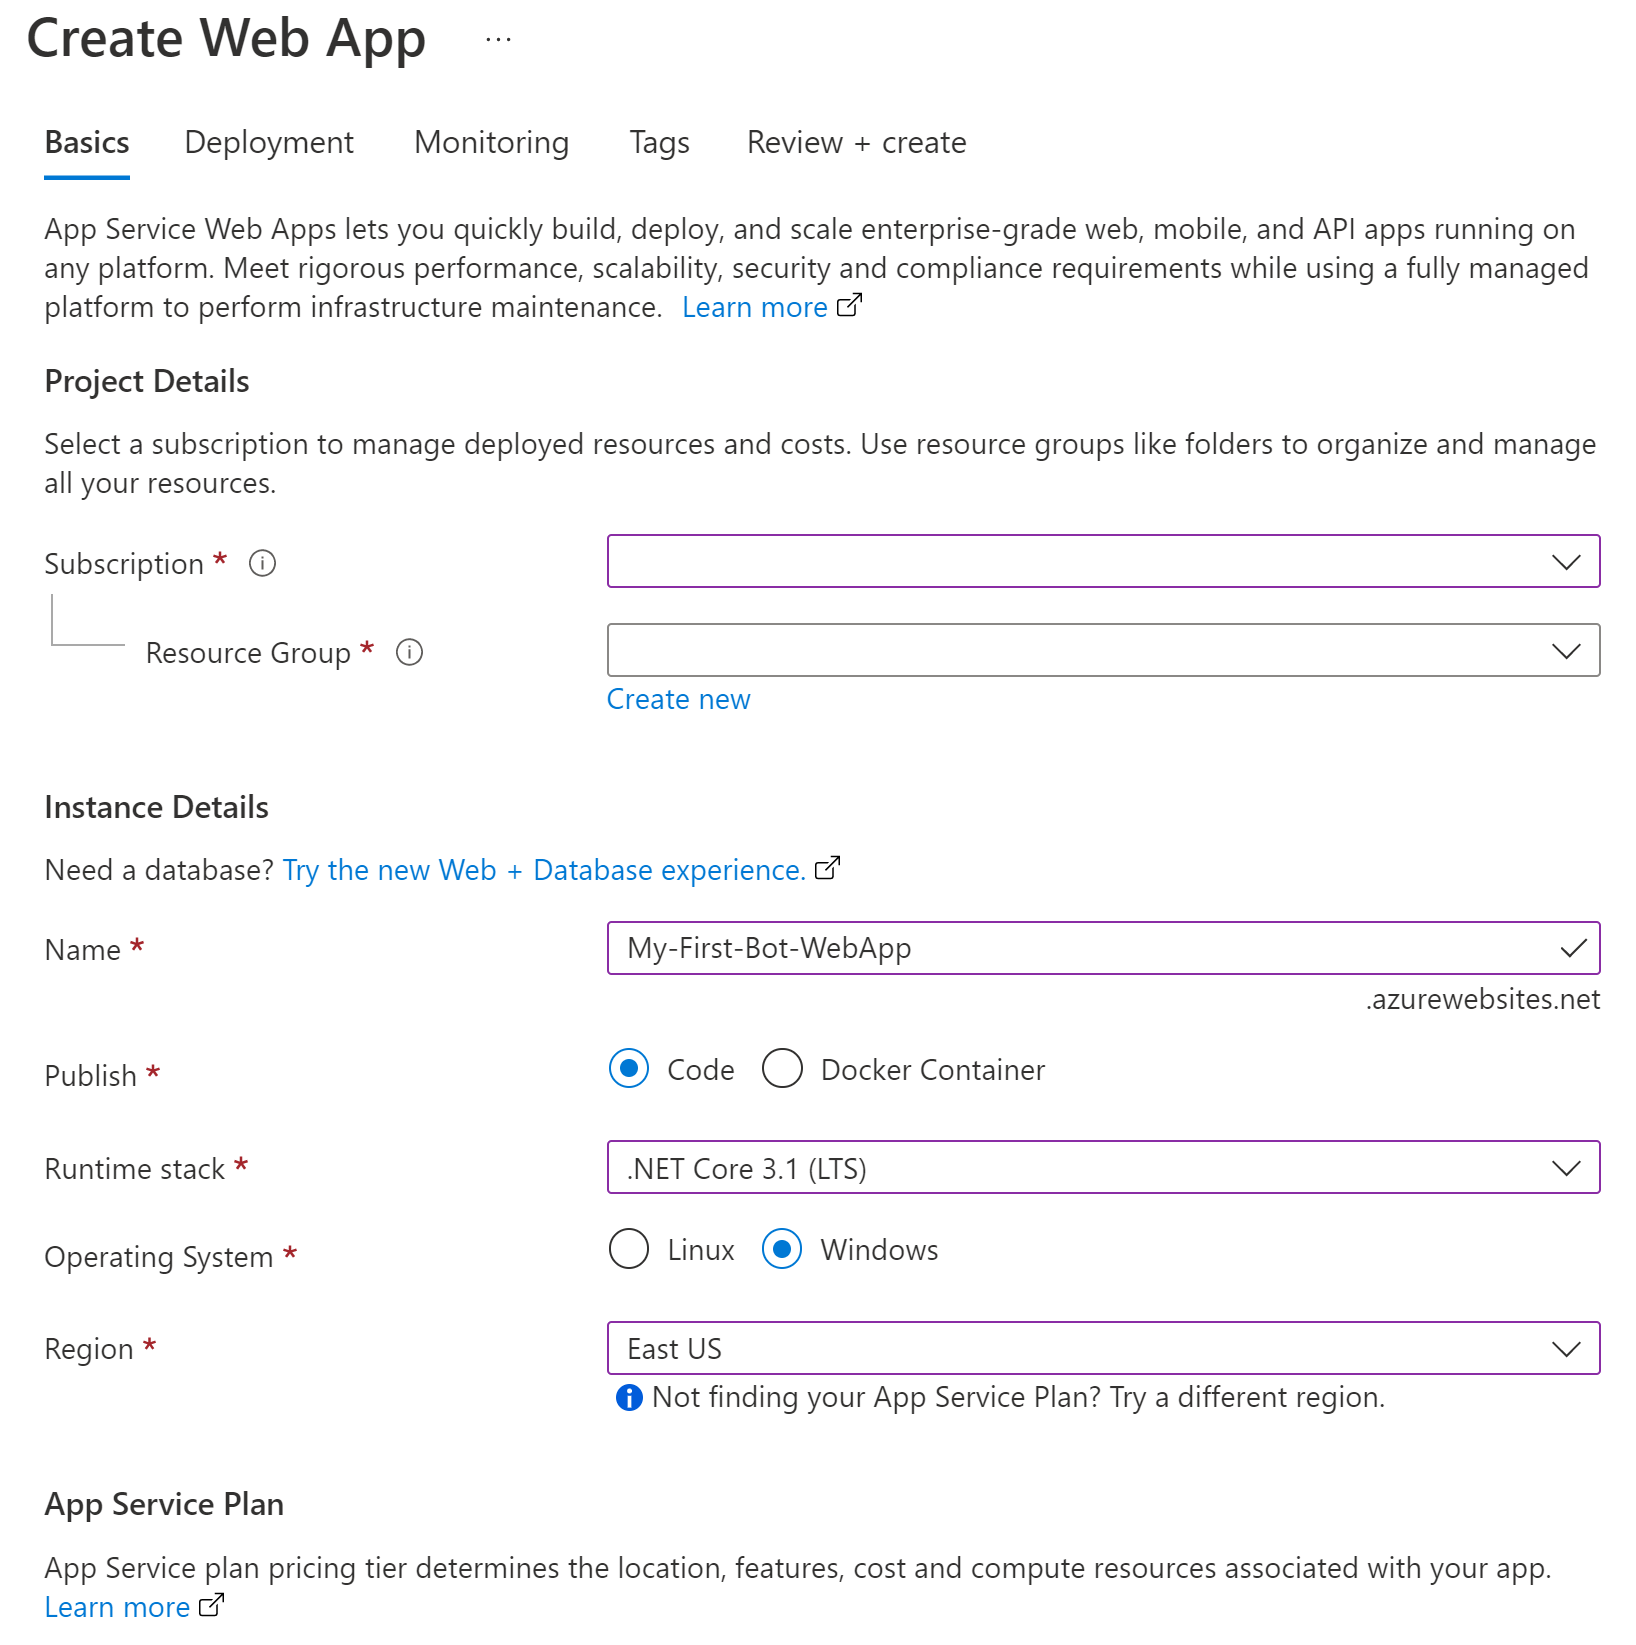 Create Web App ...
Basics Deployment Monitoring Tags Review + create
App Service Web Apps lets you quickly build, deploy, and scale enterprise-grade web, mobile, and API apps running on
any platform. Meet rigorous performance, scalability, security and compliance requirements while using a fully managed
platform to perform infrastructure maintenance. Learn more
Project Details
Select a subscription to manage deployed resources and costs. Use resource groups like folders to organize and manage
all your resources.
Subscription *
Resource Group *
Create new
Instance Details
Need a database? Try the new Web + Database experience.
Name * My-First-Bot-WebApp
.azurewebsites.net
Publish * Code Docker Container
Runtime stack * .NET Core 3.1 (LTS)
Operating System * Linux Windows
Region * East US
Not finding your App Service Plan? Try a different region.
App Service Plan
App Service plan pricing tier determines the location, features, cost and compute resources associated with your app.
Learn more